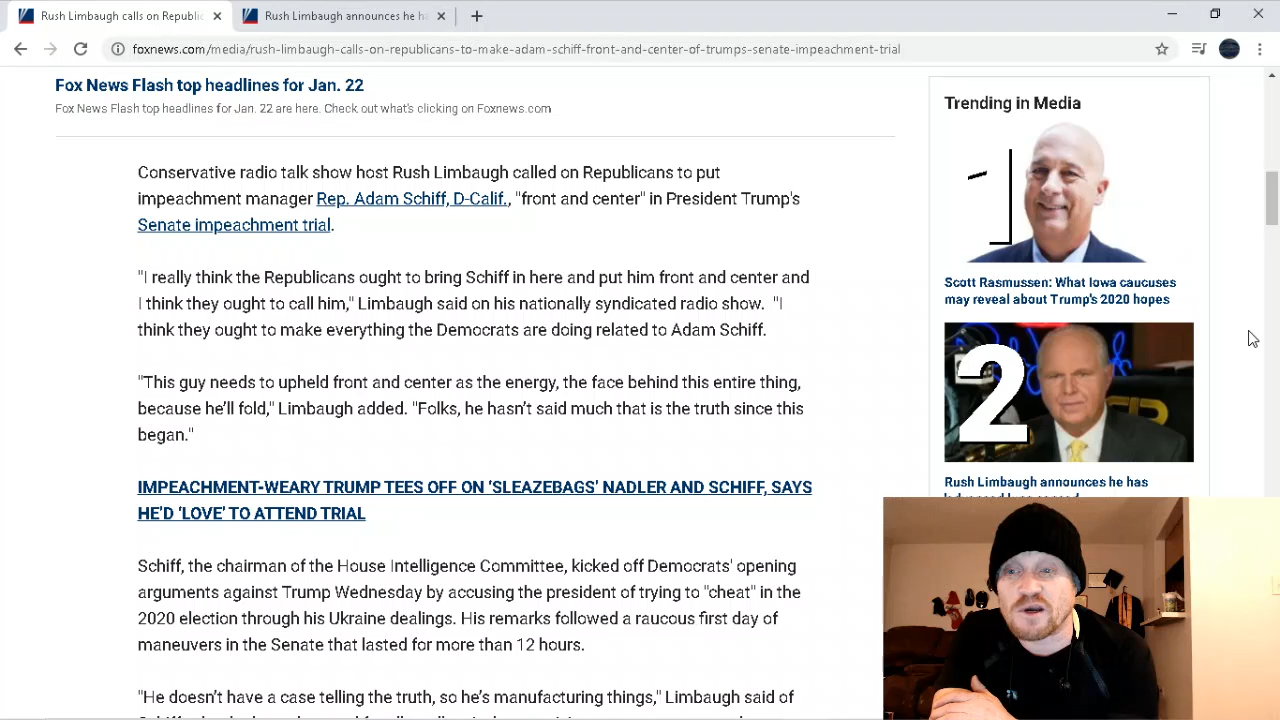 Rush Limbaugh calls on Republic
Rush Limbaugh announces he ha
foxnews.com/media/rush-limbaugh-calls-on-republicans-to-make-adam-schiff-front-and-center-of-trumps-senate-impeachment-trial
Fox News Flash top headlines for Jan. 22
Fox News Flash top headlines for Jan. 22 are here. Check out what's clicking on Foxnews.com
Conservative radio talk show host Rush Limbaugh called on Republicans to put
impeachment manager Rep. Adam Schiff, D-Calif., "front and center" in President Trump's
Senate impeachment trial.
"I really think the Republicans ought to bring Schiff in here and put him front and center and
I think they ought to call him," Limbaugh said on his nationally syndicated radio show. "I
think they ought to make everything the Democrats are doing related to Adam Schiff.
"This guy needs to upheld front and center as the energy, the face behind this entire thing,
because he'll fold," Limbaugh added. "Folks, he hasn't said much that is the truth since this
began."
IMPEACHMENT-WEARY TRUMP TEES OFF ON 'SLEAZEBAGS' NADLER AND SCHIFF, SAYS
HE'D 'LOVE' TO ATTEND TRIAL
Schiff, the chairman of the House Intelligence Committee, kicked off Democrats' opening
arguments against Trump Wednesday by accusing the president of trying to "cheat" in the
2020 election through his Ukraine dealings. His remarks followed a raucous first day of
maneuvers in the Senate that lasted for more than 12 hours.
"He doesn't have a case telling the truth, so he's manufacturing things," Limbaugh said of
Trending in Media
1
Scott Rasmussen: What Iowa caucuses
may reveal about Trump's 2020 hopes
2
Rush Limbaugh announces he has